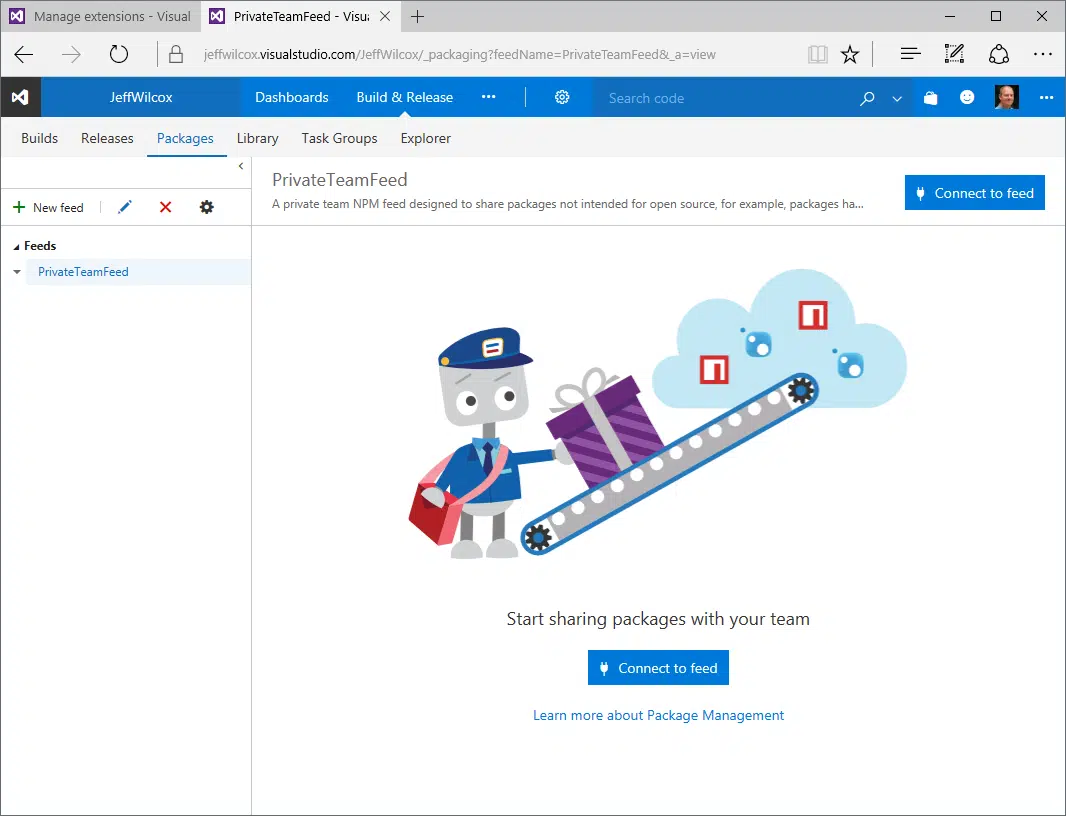 Manage extensions - Visual
PrivateTeamFeed - Visu
jeffwilcox.visualstudio.com/JeffWilcox/_packaging?feedName=PrivateTeamFeed&_a=view
JeffWilcox Dashboards Build & Release Search code
Builds Releases Packages Library Task Groups Explorer
New feed
Feeds
PrivateTeamFeed
PrivateTeamFeed
A private team NPM feed designed to share packages not intended for open source, for example, packages ha...
Connect to feed
Start sharing packages with your team
Connect to feed
Learn more about Package Management